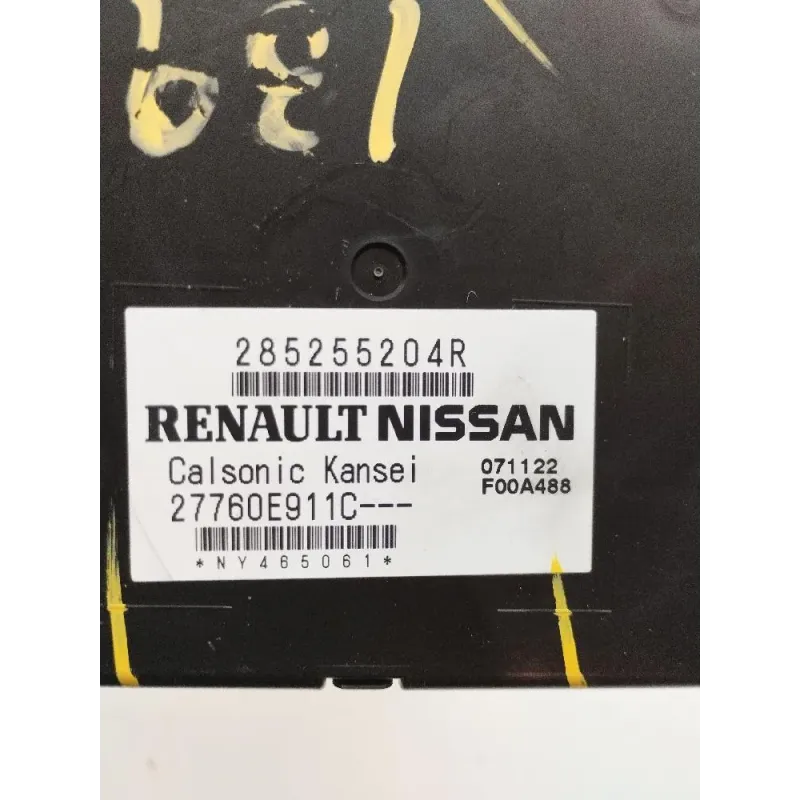 285255204R
RENAULT NISSAN
Calsonic Kansei
071122
27760E911C---
F00A488
*NY465061*